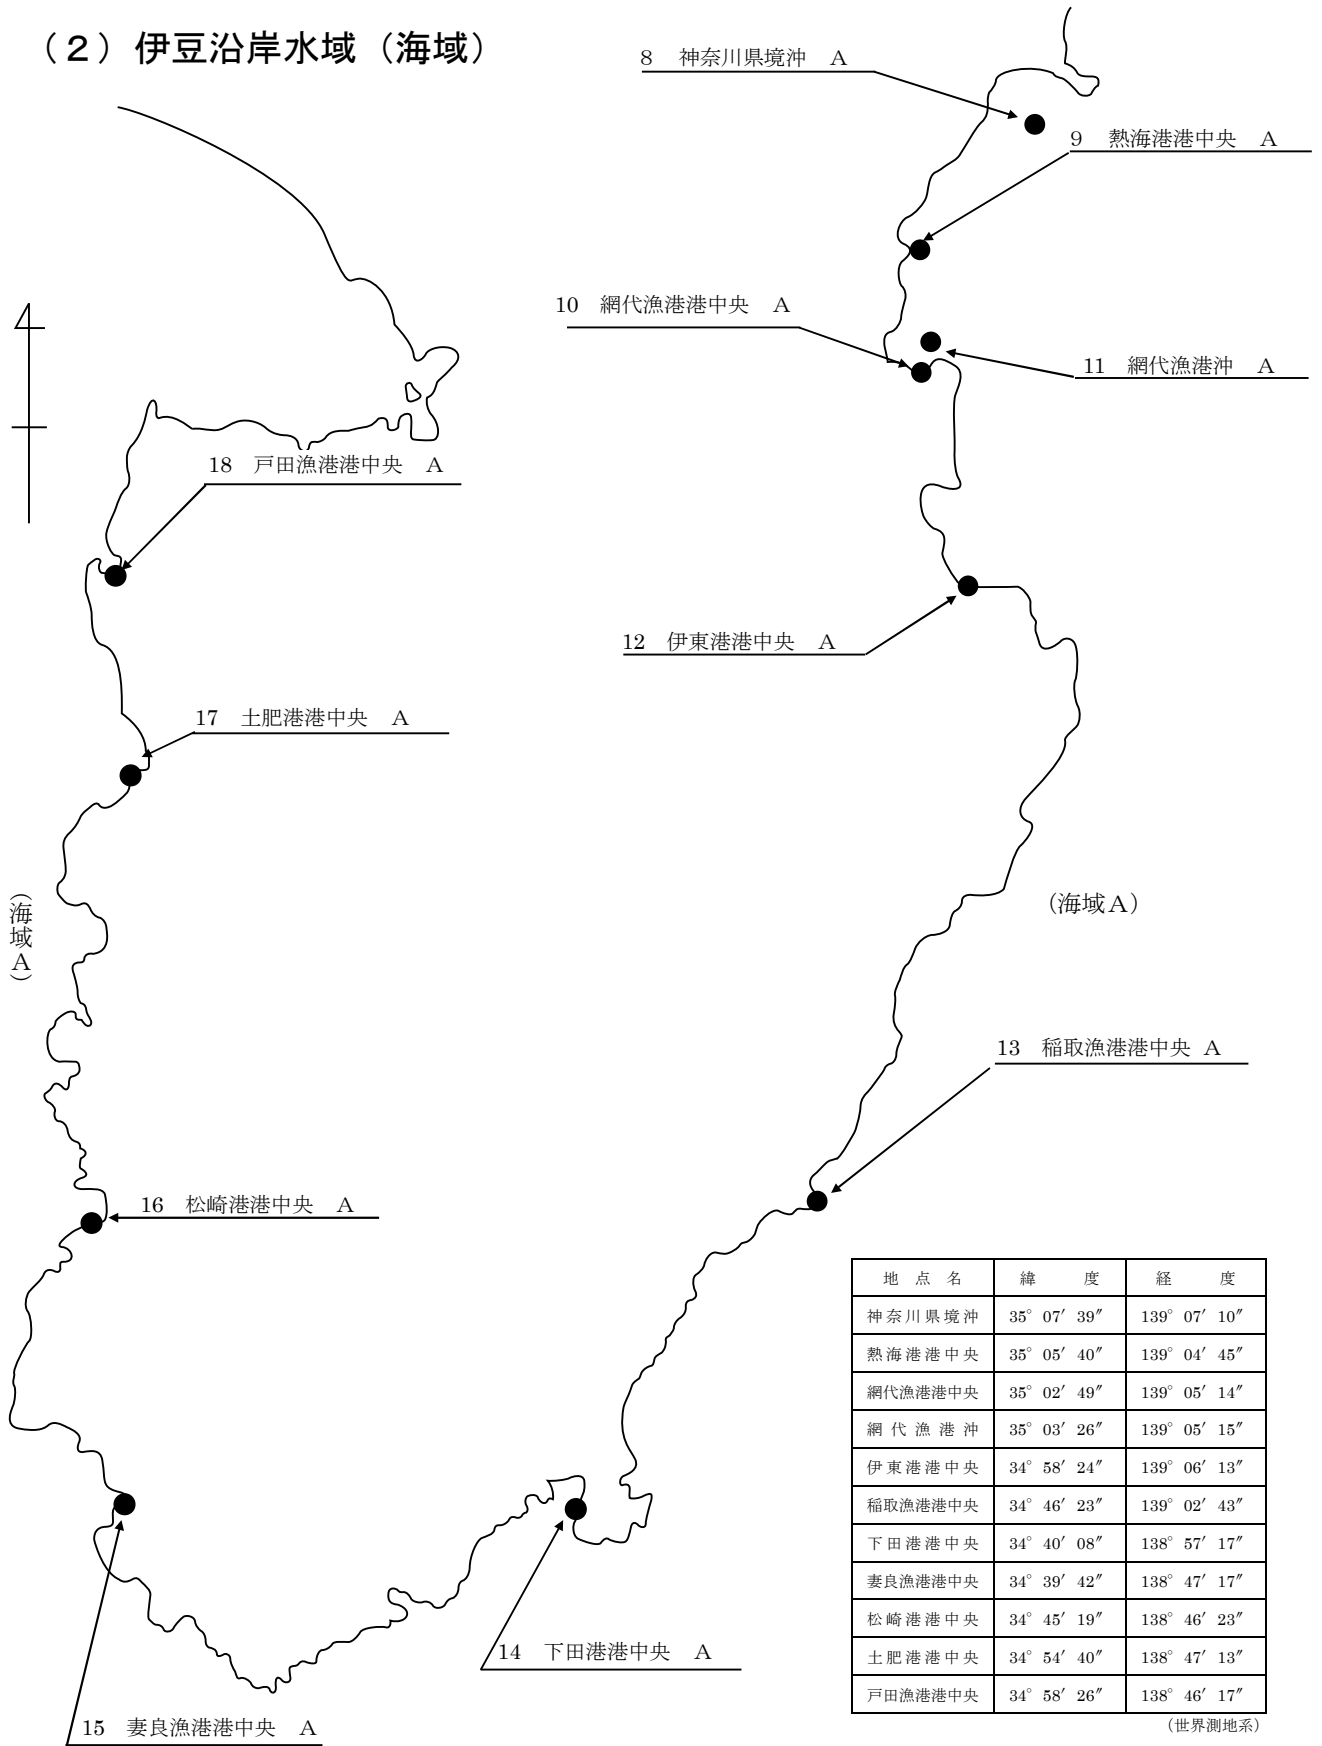 （２）伊豆沿岸水域（海域）
8　神奈川県境沖　A
9　熱海港港中央　A
10　網代漁港港中央　A
11　網代漁港沖　A
18　戸田漁港港中央　A
12　伊東港港中央　A
17　土肥港港中央　A
（海域A）
（海域A）
13　稲取漁港港中央 A
16　松崎港港中央　A
14　下田港港中央　A
15　妻良漁港港中央　A
地点名　緯度　経度
神奈川県境沖　35° 07′ 39″　139° 07′ 10″
熱海港港中央　35° 05′ 40″　139° 04′ 45″
網代漁港港中央　35° 02′ 49″　139° 05′ 14″
網代漁港沖　35° 03′ 26″　139° 05′ 15″
伊東港港中央　34° 58′ 24″　139° 06′ 13″
稲取漁港港中央　34° 46′ 23″　139° 02′ 43″
下田港港中央　34° 40′ 08″　138° 57′ 17″
妻良漁港港中央　34° 39′ 42″　138° 47′ 17″
松崎港港中央　34° 45′ 19″　138° 46′ 23″
土肥港港中央　34° 54′ 40″　138° 47′ 13″
戸田漁港港中央　34° 58′ 26″　138° 46′ 17″
（世界測地系）